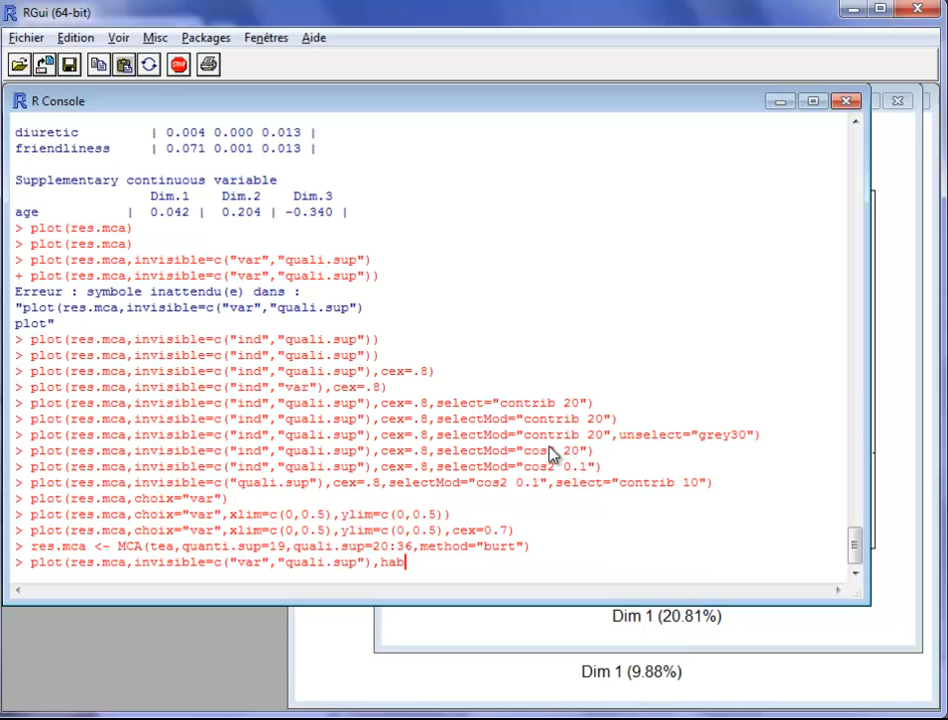 RGui (64-bit)
Fichier Edition Voir Misc Packages Fenêtres Aide
R Console
diuretic | 0.004 0.000 0.013 |
friendliness | 0.071 0.001 0.013 |
Supplementary continuous variable
Dim.1 Dim.2 Dim.3
age | 0.042 | 0.204 | -0.340 |
> plot(res.mca)
> plot(res.mca)
> plot(res.mca,invisible=c("var","quali.sup")
+ plot(res.mca,invisible=c("var","quali.sup"))
Erreur : symbole inattendu(e) dans :
"plot(res.mca,invisible=c("var","quali.sup")
plot"
> plot(res.mca,invisible=c("ind","quali.sup"))
> plot(res.mca,invisible=c("ind","quali.sup"))
> plot(res.mca,invisible=c("ind","quali.sup"),cex=.8)
> plot(res.mca,invisible=c("ind","var"),cex=.8)
> plot(res.mca,invisible=c("ind","quali.sup"),cex=.8,select="contrib 20")
> plot(res.mca,invisible=c("ind","quali.sup"),cex=.8,selectMod="contrib 20")
> plot(res.mca,invisible=c("ind","quali.sup"),cex=.8,selectMod="contrib 20",unselect="grey30")
> plot(res.mca,invisible=c("ind","quali.sup"),cex=.8,selectMod="cos2 20")
> plot(res.mca,invisible=c("ind","quali.sup"),cex=.8,selectMod="cos2 0.1")
> plot(res.mca,invisible=c("quali.sup"),cex=.8,selectMod="cos2 0.1",select="contrib 10")
> plot(res.mca,choix="var")
> plot(res.mca,choix="var",xlim=c(0,0.5),ylim=c(0,0.5))
> plot(res.mca,choix="var",xlim=c(0,0.5),ylim=c(0,0.5),cex=0.7)
> res.mca <- MCA(tea,quanti.sup=19,quali.sup=20:36,method="burt")
> plot(res.mca,invisible=c("var","quali.sup"),hab
Dim 1 (20.81%)
Dim 1 (9.88%)